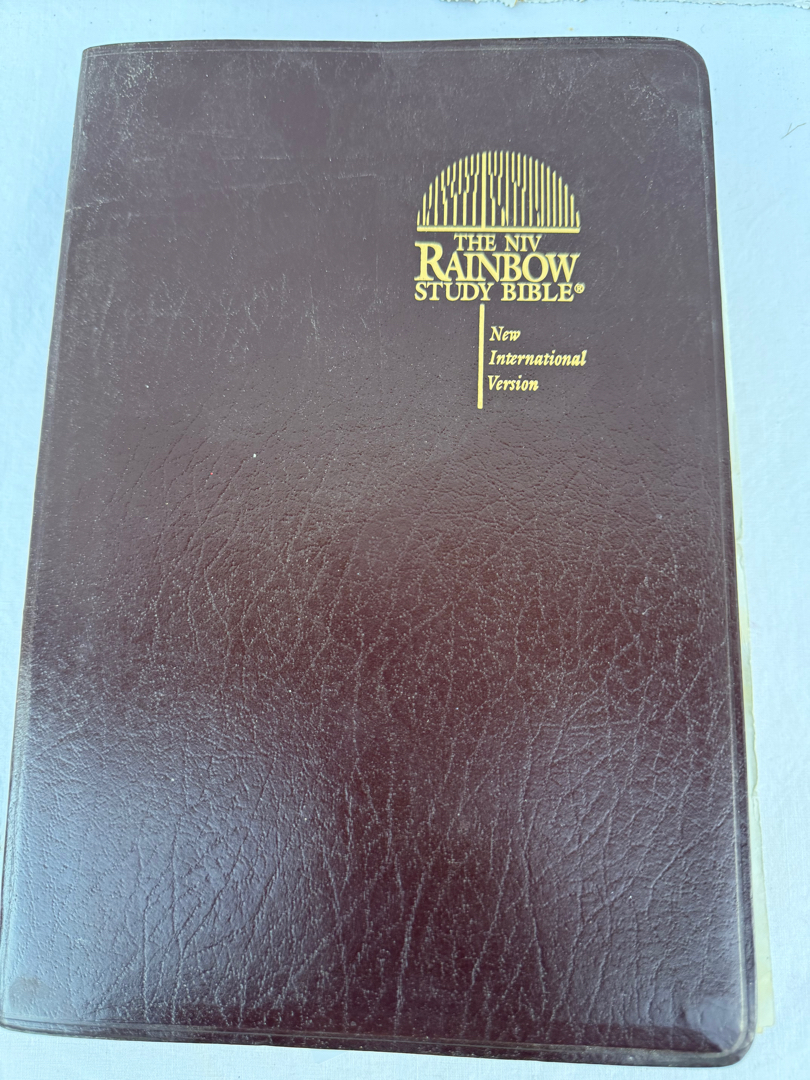 THE NIV
RAINBOW
STUDY BIBLE®
New
International
Version